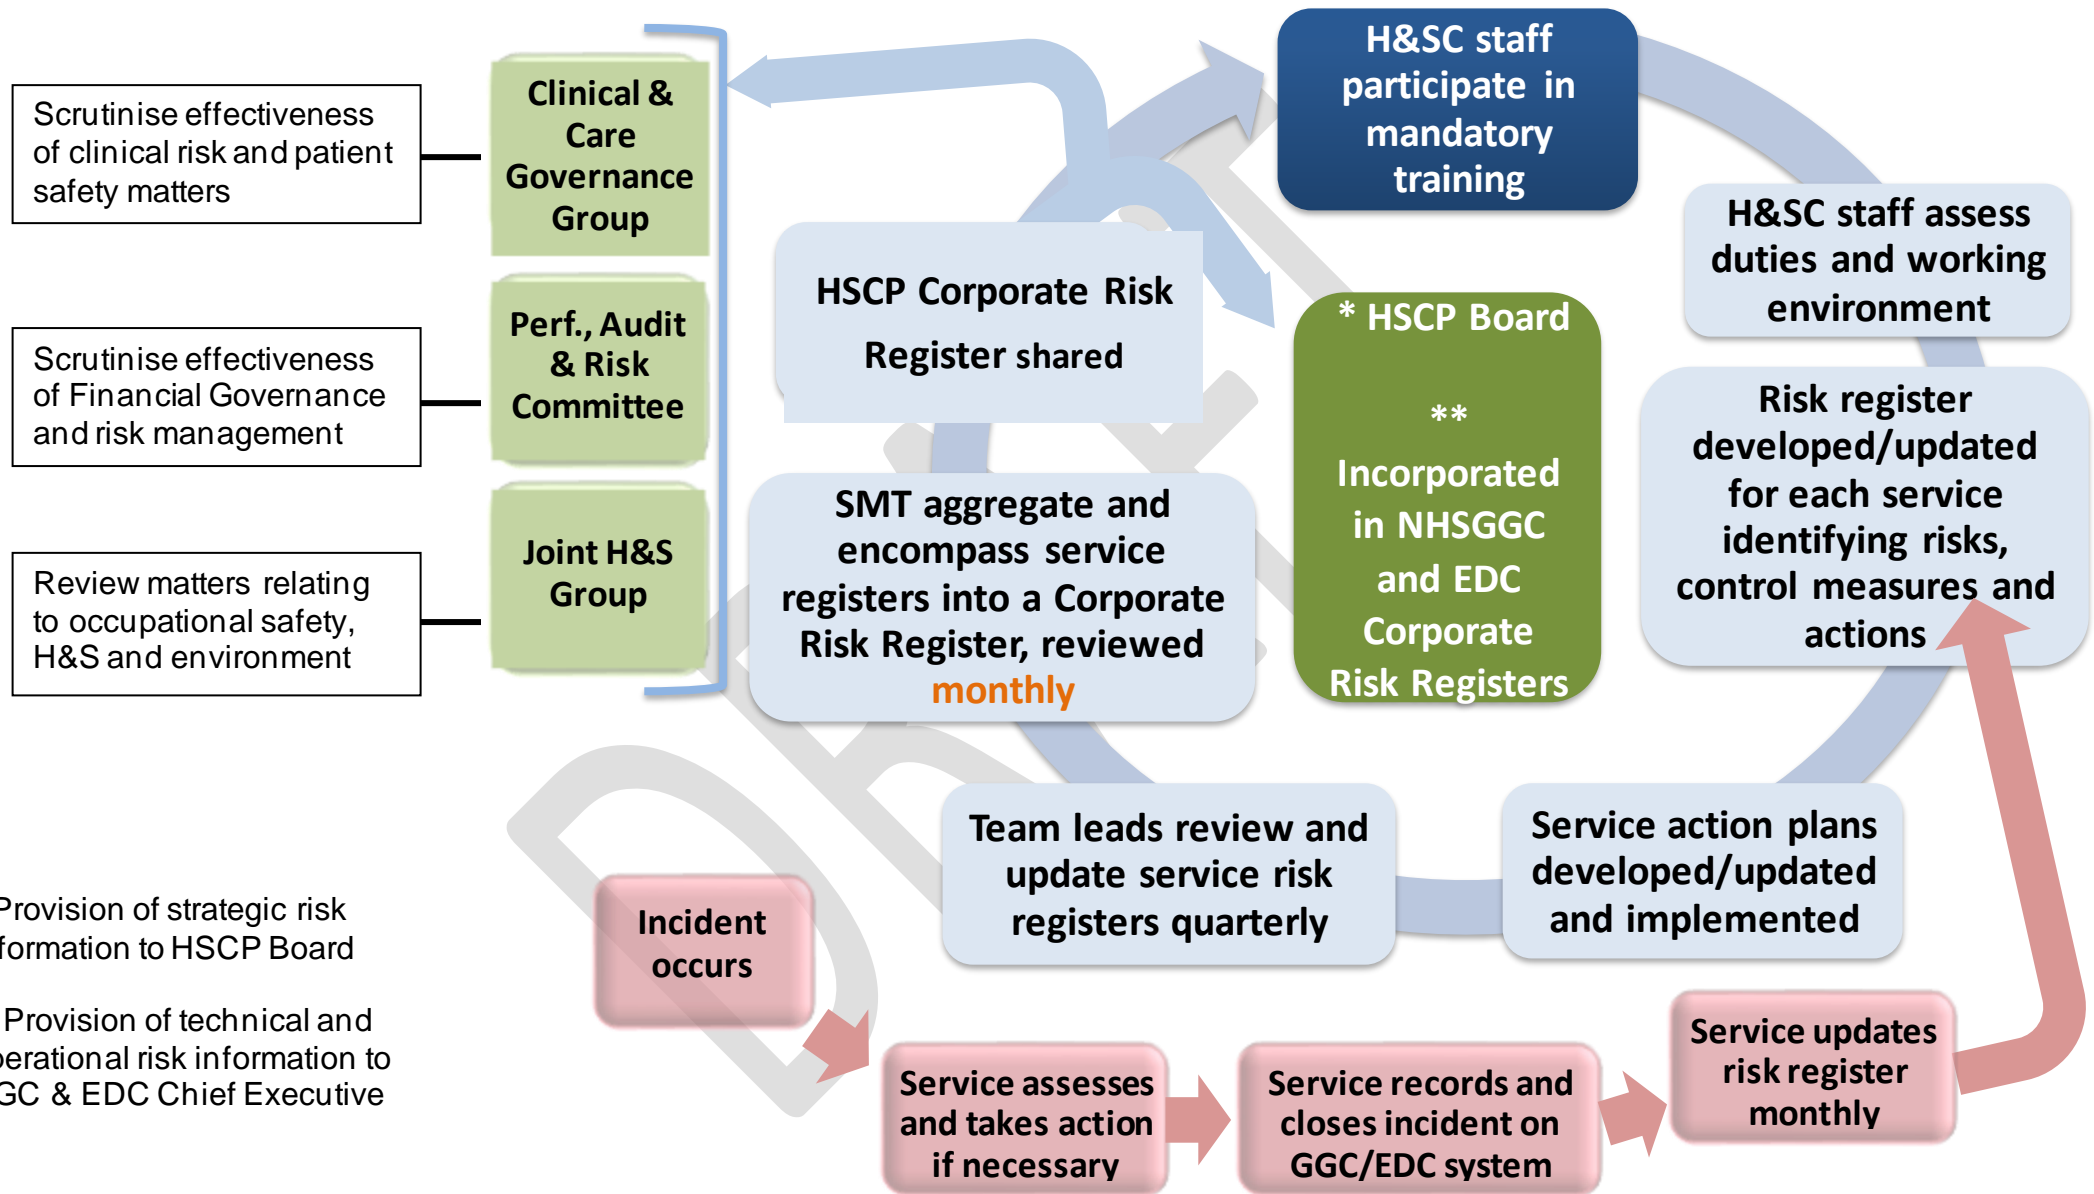 Scrutinise effectiveness
of clinical risk and patient
safety matters
Scrutinise effectiveness
of Financial Governance
and risk management
Review matters relating
to occupational safety,
H&S and environment
Clinical &
Care
Governance
Group
Perf., Audit
& Risk
Committee
Joint H&S
Group
HSCP Corporate Risk
Register shared
SMT aggregate and
encompass service
registers into a Corporate
Risk Register, reviewed
monthly
H&SC staff
participate in
mandatory
training
H&SC staff assess
duties and working
environment
* HSCP Board
**
Incorporated
in NHSGGC
and EDC
Corporate
Risk Registers
Risk register
developed/updated
for each service
identifying risks,
control measures and
actions
Team leads review and
update service risk
registers quarterly
Service action plans
developed/updated
and implemented
Provision of strategic risk
formation to HSCP Board
Provision of technical and
perational risk information to
GC & EDC Chief Executive
Incident
occurs
Service assesses
and takes action
if necessary
Service records and
closes incident on
GGC/EDC system
Service updates
risk register
monthly
DRAFT